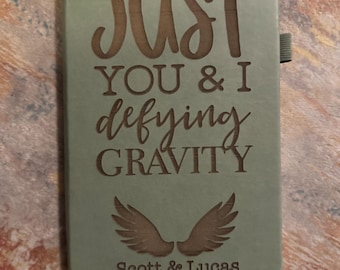 JUST
YOU & I
defying
GRAVITY
Scott & Lucas